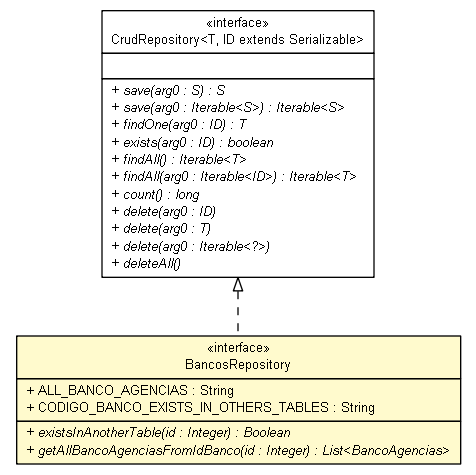 «interface»
CrudRepository<T, ID extends Serializable>
+ save(arg0 : S) : S
+ save(arg0 : Iterable<S>) : Iterable<S>
+ findOne(arg0 : ID) : T
+ exists(arg0 : ID) : boolean
+ findAll() : Iterable<T>
+ findAll(arg0 : Iterable<ID>) : Iterable<T>
+ count() : long
+ delete(arg0 : ID)
+ delete(arg0 : T)
+ delete(arg0 : Iterable<?>)
+ deleteAll()
«interface»
BancosRepository
+ ALL_BANCO_AGENCIAS : String
+ CODIGO_BANCO_EXISTS_IN_OTHERS_TABLES : String
+ existsInAnotherTable(id : Integer) : Boolean
+ getAllBancoAgenciasFromIdBanco(id : Integer) : List<BancoAgencias>